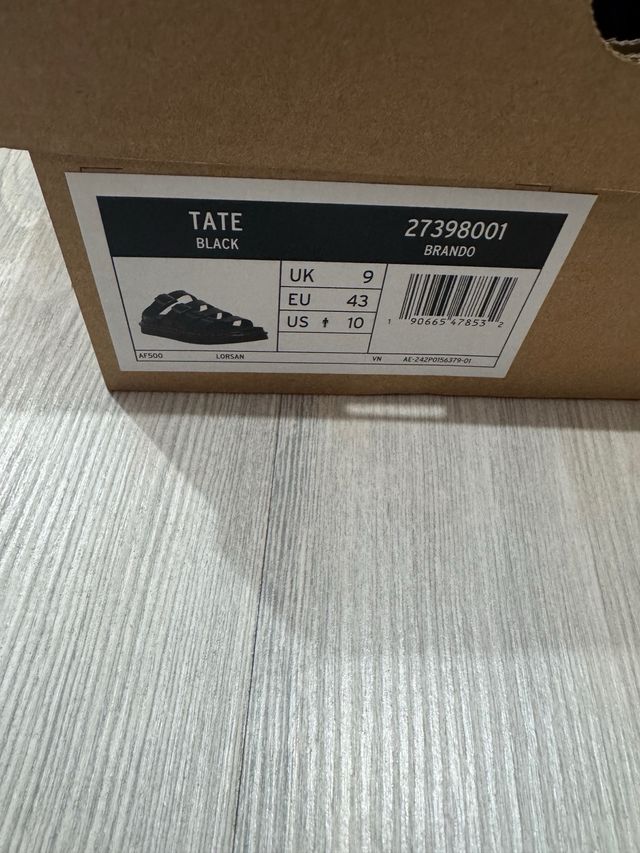 TATE
BLACK
27398001
BRANDO
UK 9
EU 43
US 10
1 90665 47853 2
AF500 LORSAN VN AE-242P0156379-01